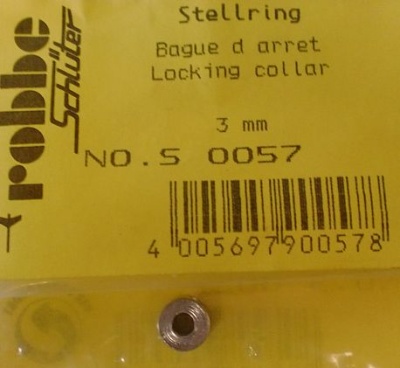 robbe
Schlüter
Stellring
Bague d arret
Locking collar
3 mm
NO.S 0057
4 005697 900578